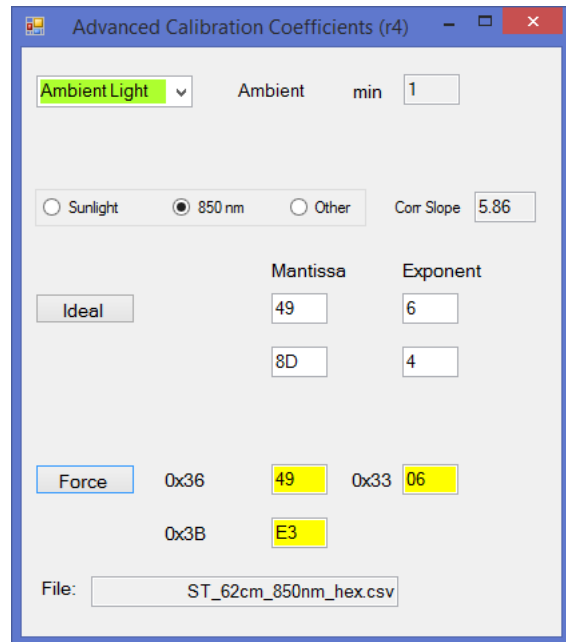 Advanced Calibration Coefficients (r4)
Ambient Light Ambient min 1
Sunlight 850 nm Other Corr Slope 5.86
Mantissa Exponent
Ideal 49 6
8D 4
Force 0x36 49 0x33 06
0x3B E3
File: ST_62cm_850nm_hex.csv